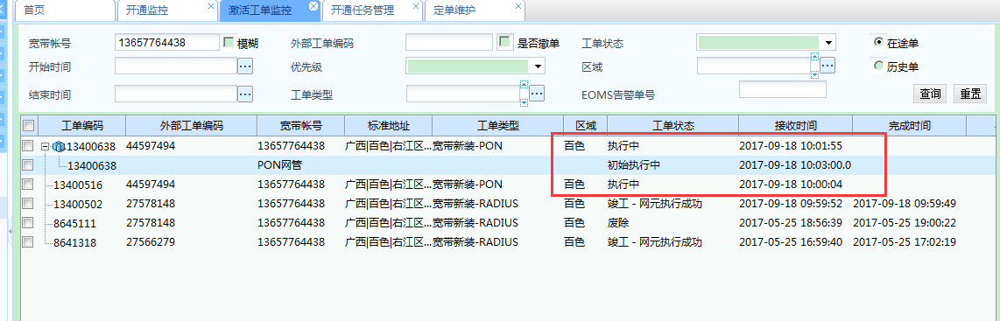 首页 开通监控 激活工单监控 开通任务管理 定单维护
宽带帐号 13657764438 模糊 外部工单编码 是否撤单 工单状态 在途单
开始时间 优先级 区域 历史单
结束时间 工单类型 EOMS告警单号 查询 重置
工单编码 外部工单编码 宽带帐号 标准地址 工单类型 区域 工单状态 接收时间 完成时间
13400638 44597494 13657764438 广西|百色|右江区... 宽带新装-PON 百色 执行中 2017-09-18 10:01:55
13400638 PON网管 初始执行中 2017-09-18 10:03:00.0
13400516 44597494 13657764438 广西|百色|右江区... 宽带新装-PON 百色 执行中 2017-09-18 10:00:04
13400502 27578148 13657764438 广西|百色|右江区... 宽带新装-RADIUS 百色 竣工 - 网元执行成功 2017-09-18 09:59:52 2017-09-18 09:59:49
8645111 27578148 13657764438 广西|百色|右江区... 宽带新装-RADIUS 百色 废除 2017-05-25 18:56:39 2017-05-25 19:00:22
8641318 27566279 13657764438 广西|百色|右江区... 宽带新装-RADIUS 百色 竣工 - 网元执行成功 2017-05-25 16:59:40 2017-05-25 17:02:19